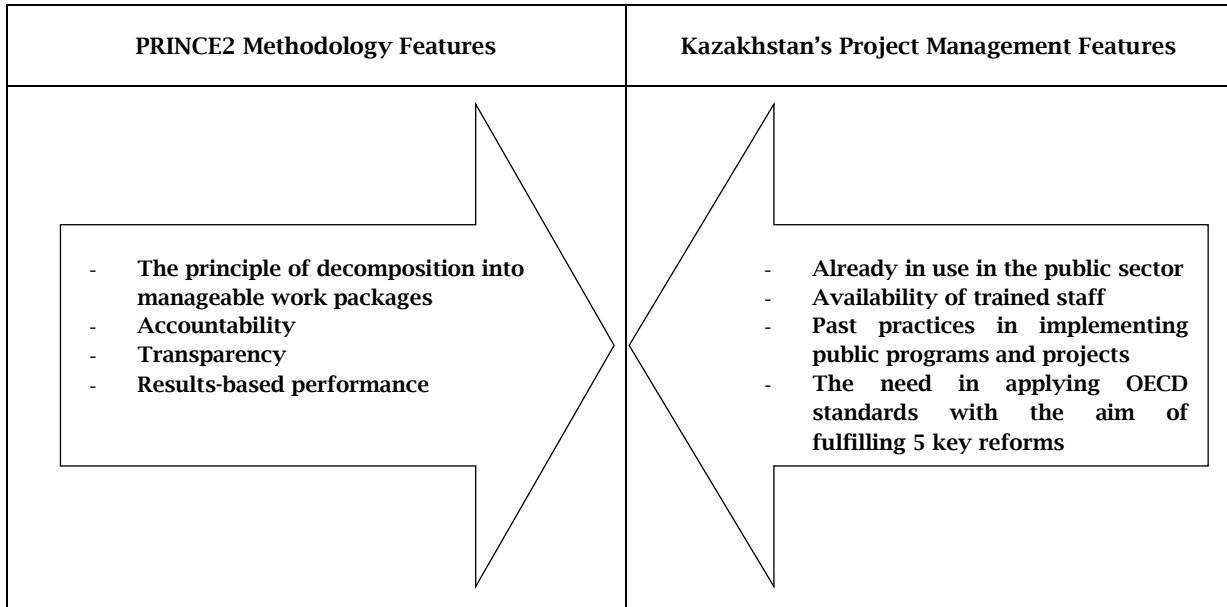 PRINCE2 Methodology Features
Kazakhstan's Project Management Features
- The principle of decomposition into
manageable work packages
- Accountability
- Transparency
- Results-based performance
- Already in use in the public sector
- Availability of trained staff
- Past practices in implementing
public programs and projects
- The need in applying OECD
standards with the aim of
fulfilling 5 key reforms